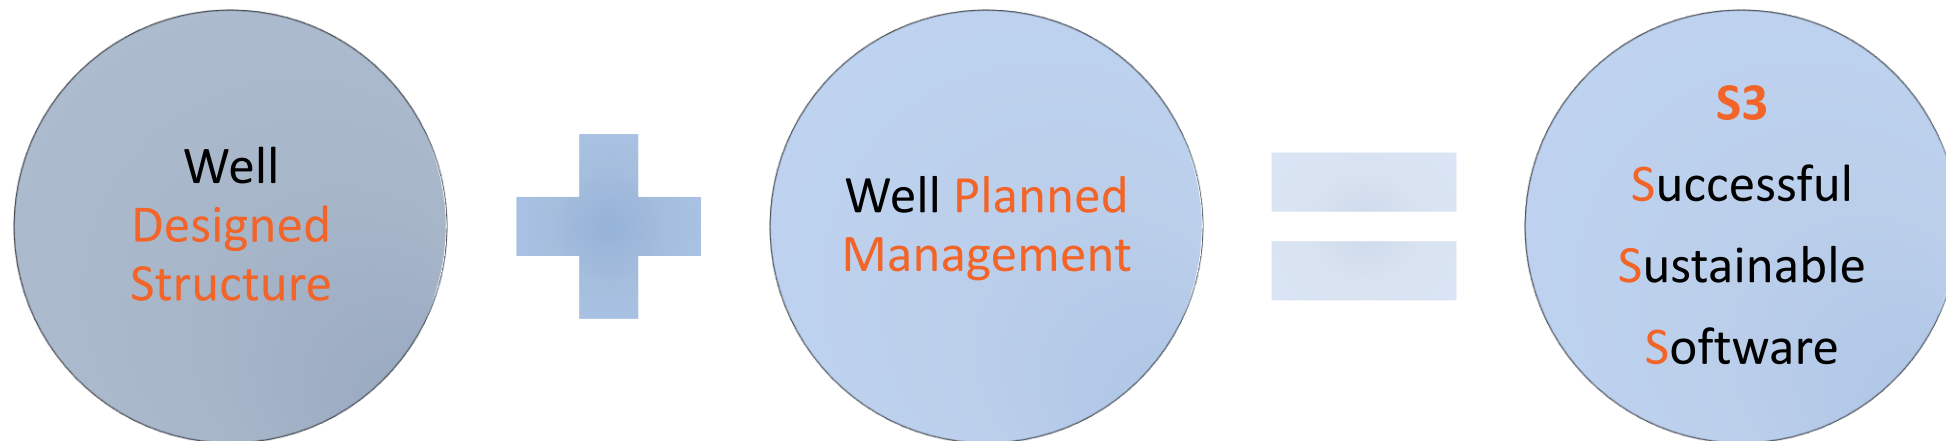 Well
Designed
Structure
Well Planned
Management
S3
Successful
Sustainable
Software